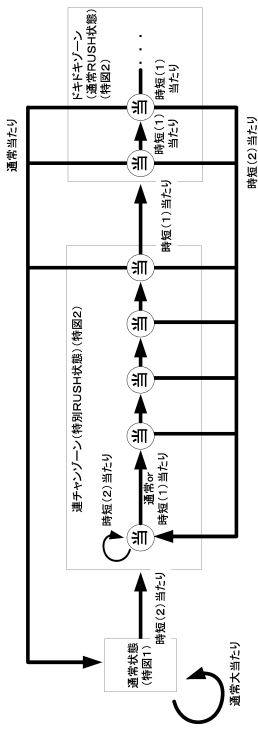 通常状態
(特図1)
通常大当たり
時短(2)当たり
連チャンゾーン(特別RUSH状態)(特図2)
時短(2)当たり
当
通常or
時短(1)当たり
当
当
当
当
時短(1)当たり
ドキドキゾーン
(通常RUSH状態)
(特図2)
当
時短(1)
当たり
当
時短(1)
当たり
・・・
通常当たり
時短(2)当たり